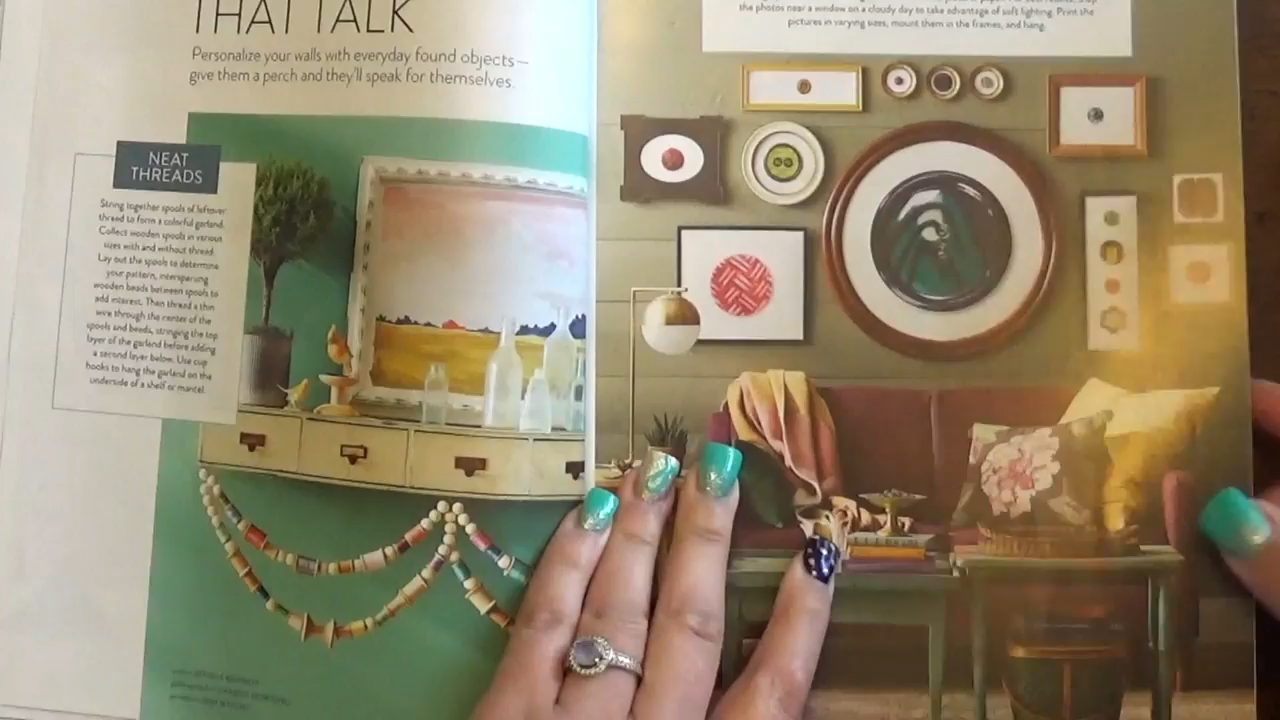 THAT TALK
Personalize your walls with everyday found objects—
give them a perch and they'll speak for themselves.
NEAT
THREADS
String together spools of leftover
thread to form a colorful garland.
Collect wooden spools in various
sizes with and without thread.
Lay out the spools to determine
your pattern, interspersing
wooden beads between spools to
add interest. Then thread a thin
wire through the center of the
spools and beads, stringing the top
layer of the garland before adding
a second layer below. Use cup
hooks to hang the garland on the
underside of a shelf or mantel.
the photos near a window on a cloudy day to take advantage of soft lighting. Print the
pictures in varying sizes, mount them in the frames, and hang.